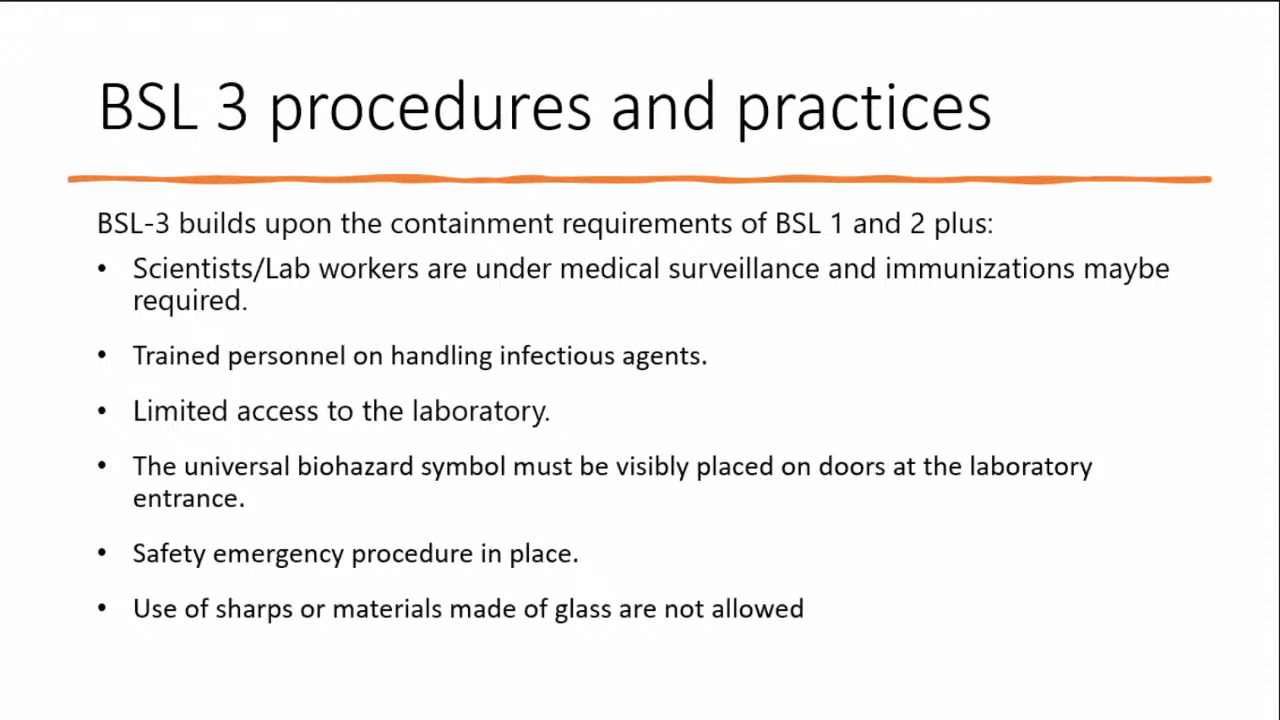 BSL 3 procedures and practices
BSL-3 builds upon the containment requirements of BSL 1 and 2 plus:
• Scientists/Lab workers are under medical surveillance and immunizations maybe
required.
• Trained personnel on handling infectious agents.
• Limited access to the laboratory.
• The universal biohazard symbol must be visibly placed on doors at the laboratory
entrance.
• Safety emergency procedure in place.
• Use of sharps or materials made of glass are not allowed